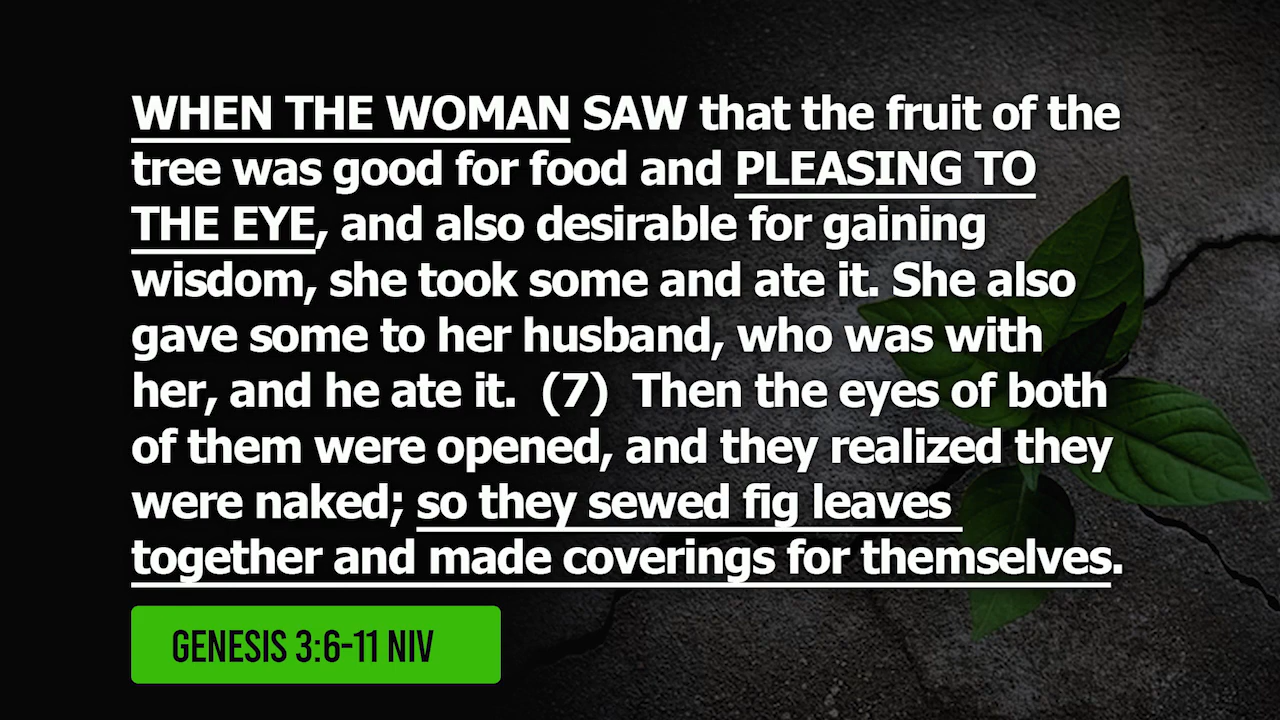 WHEN THE WOMAN SAW that the fruit of the
tree was good for food and PLEASING TO
THE EYE, and also desirable for gaining
wisdom, she took some and ate it. She also
gave some to her husband, who was with
her, and he ate it. (7) Then the eyes of both
of them were opened, and they realized they
were naked; so they sewed fig leaves
together and made coverings for themselves.
GENESIS 3:6-11 NIV